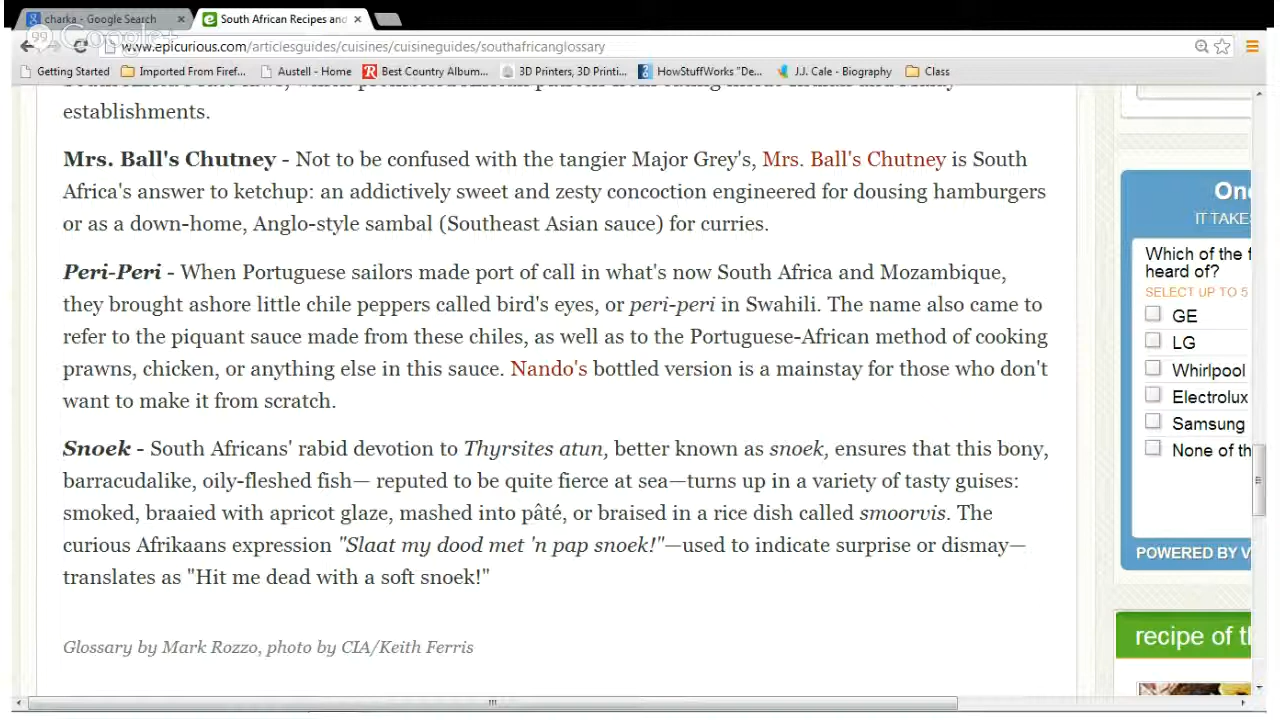 charka - Google Search
South African Recipes and
Google+
www.epicurious.com/articlesguides/cuisines/cuisineguides/southafricanglossary
Getting Started
Imported From Firef...
Austell - Home
Best Country Album...
3D Printers, 3D Printi...
HowStuffWorks "De...
J.J. Cale - Biography
Class
establishments.
Mrs. Ball's Chutney - Not to be confused with the tangier Major Grey's, Mrs. Ball's Chutney is South
Africa's answer to ketchup: an addictively sweet and zesty concoction engineered for dousing hamburgers
or as a down-home, Anglo-style sambal (Southeast Asian sauce) for curries.
Peri-Peri - When Portuguese sailors made port of call in what's now South Africa and Mozambique,
they brought ashore little chile peppers called bird's eyes, or peri-peri in Swahili. The name also came to
refer to the piquant sauce made from these chiles, as well as to the Portuguese-African method of cooking
prawns, chicken, or anything else in this sauce. Nando's bottled version is a mainstay for those who don't
want to make it from scratch.
Snoek - South Africans' rabid devotion to Thyrsites atun, better known as snoek, ensures that this bony,
barracudalike, oily-fleshed fish— reputed to be quite fierce at sea—turns up in a variety of tasty guises:
smoked, braaied with apricot glaze, mashed into pâté, or braised in a rice dish called smoorvis. The
curious Afrikaans expression "Slaat my dood met 'n pap snoek!"—used to indicate surprise or dismay—
translates as "Hit me dead with a soft snoek!"
Glossary by Mark Rozzo, photo by CIA/Keith Ferris
IT TAKE
Which of the f
heard of?
SELECT UP TO 5
GE
LG
Whirlpool
Electrolux
Samsung
None of th
POWERED BY V
recipe of th